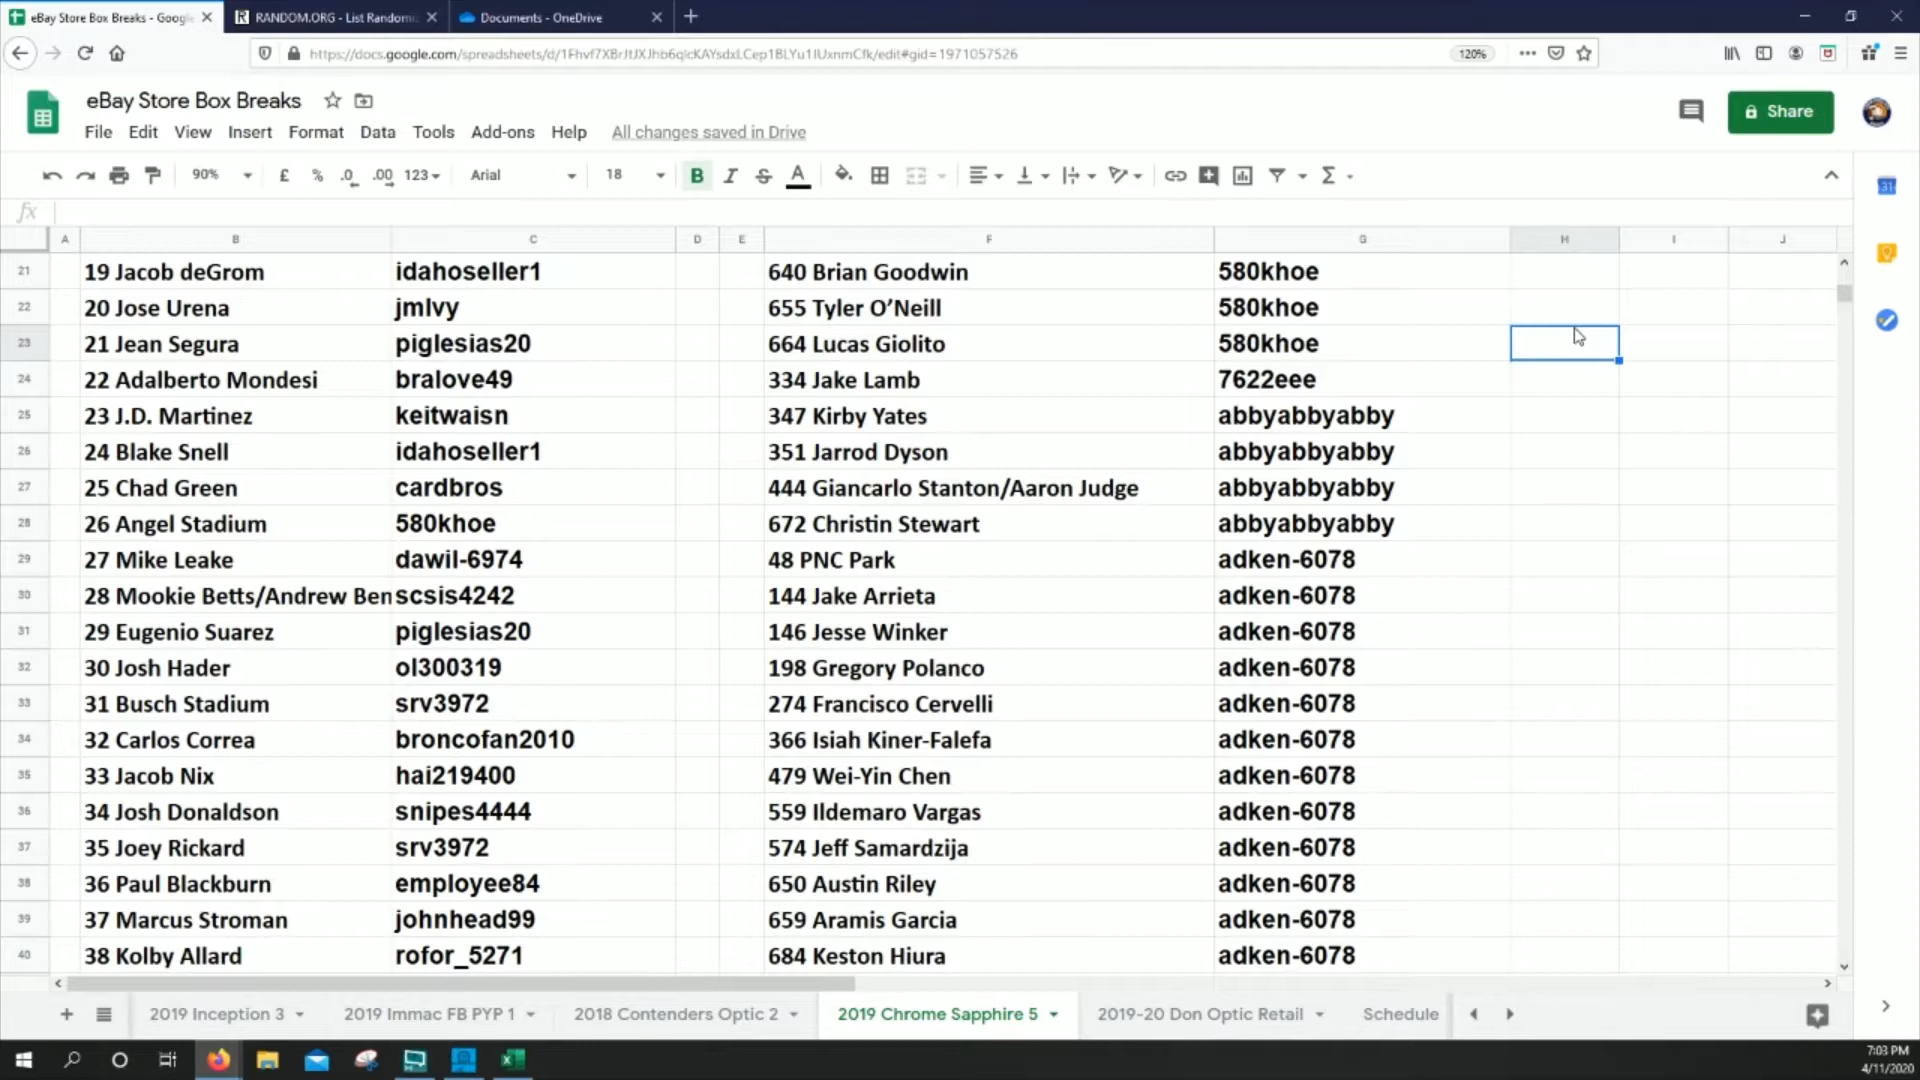 eBay Store Box Breaks - Google
RANDOM.ORG - List Randomi
Documents - OneDrive
https://docs.google.com/spreadsheets/d/1Fhvf7XBrJtJXJhb6qlcKAYsdxLCep1BLYu1IUxnmCfk/edit#gid=1971057526
120%
eBay Store Box Breaks
Share
File Edit View Insert Format Data Tools Add-ons Help All changes saved in Drive
90% £ % .0 .00 123 Arial 18 B I S A Σ
31
fx
A B C D E F G H I J
21 19 Jacob deGrom idahoseller1 640 Brian Goodwin 580khoe
22 20 Jose Urena jmlvy 655 Tyler O’Neill 580khoe
23 21 Jean Segura piglesias20 664 Lucas Giolito 580khoe
24 22 Adalberto Mondesi bralove49 334 Jake Lamb 7622eee
25 23 J.D. Martinez keitwaisn 347 Kirby Yates abbyabbyabby
26 24 Blake Snell idahoseller1 351 Jarrod Dyson abbyabbyabby
27 25 Chad Green cardbros 444 Giancarlo Stanton/Aaron Judge abbyabbyabby
28 26 Angel Stadium 580khoe 672 Christin Stewart abbyabbyabby
29 27 Mike Leake dawil-6974 48 PNC Park adken-6078
30 28 Mookie Betts/Andrew Ben scsis4242 144 Jake Arrieta adken-6078
31 29 Eugenio Suarez piglesias20 146 Jesse Winker adken-6078
32 30 Josh Hader ol300319 198 Gregory Polanco adken-6078
33 31 Busch Stadium srv3972 274 Francisco Cervelli adken-6078
34 32 Carlos Correa broncofan2010 366 Isiah Kiner-Falefa adken-6078
35 33 Jacob Nix hai219400 479 Wei-Yin Chen adken-6078
36 34 Josh Donaldson snipes4444 559 Ildemaro Vargas adken-6078
37 35 Joey Rickard srv3972 574 Jeff Samardzija adken-6078
38 36 Paul Blackburn employee84 650 Austin Riley adken-6078
39 37 Marcus Stroman johnhead99 659 Aramis Garcia adken-6078
40 38 Kolby Allard rofor_5271 684 Keston Hiura adken-6078
2019 Inception 3 2019 Immac FB PYP 1 2018 Contenders Optic 2 2019 Chrome Sapphire 5 2019-20 Don Optic Retail Schedule
7:03 PM
4/11/2020